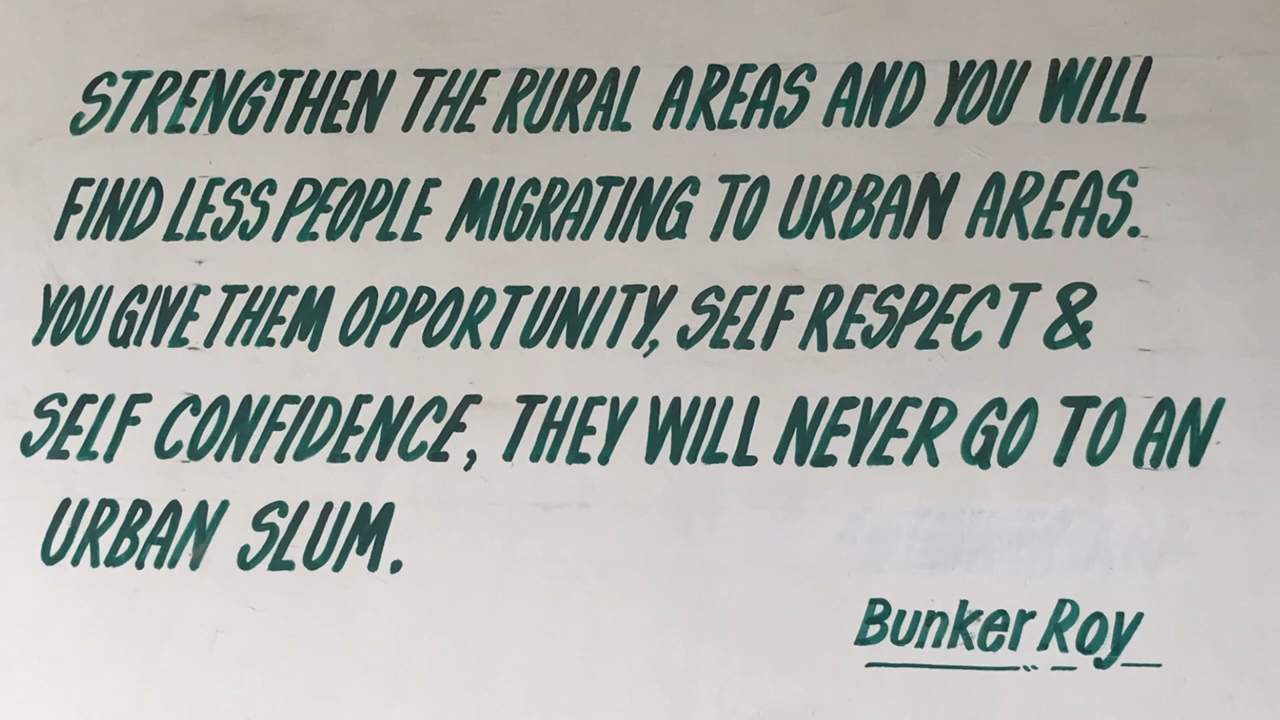 STRENGTHEN THE RURAL AREAS AND YOU WILL
FIND LESS PEOPLE MIGRATING TO URBAN AREAS.
YOU GIVE THEM OPPORTUNITY, SELF RESPECT &
SELF CONFIDENCE, THEY WILL NEVER GO TO AN
URBAN SLUM.
Bunker Roy